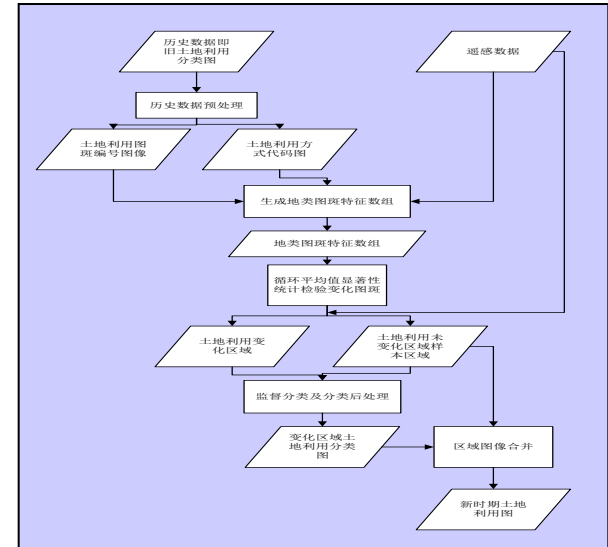 历史数据即
旧土地利用
分类图
遥感数据
历史数据预处理
土地利用图
斑编号图像
土地利用方
式代码图
生成地类图斑特征数组
地类图斑特征数组
循环平均值显著性
统计检验变化图斑
土地利用变
化区域
土地利用未
变化区域样
本区域
监督分类及分类后处理
变化区域土
地利用分类
图
区域图像合并
新时期土地
利用图